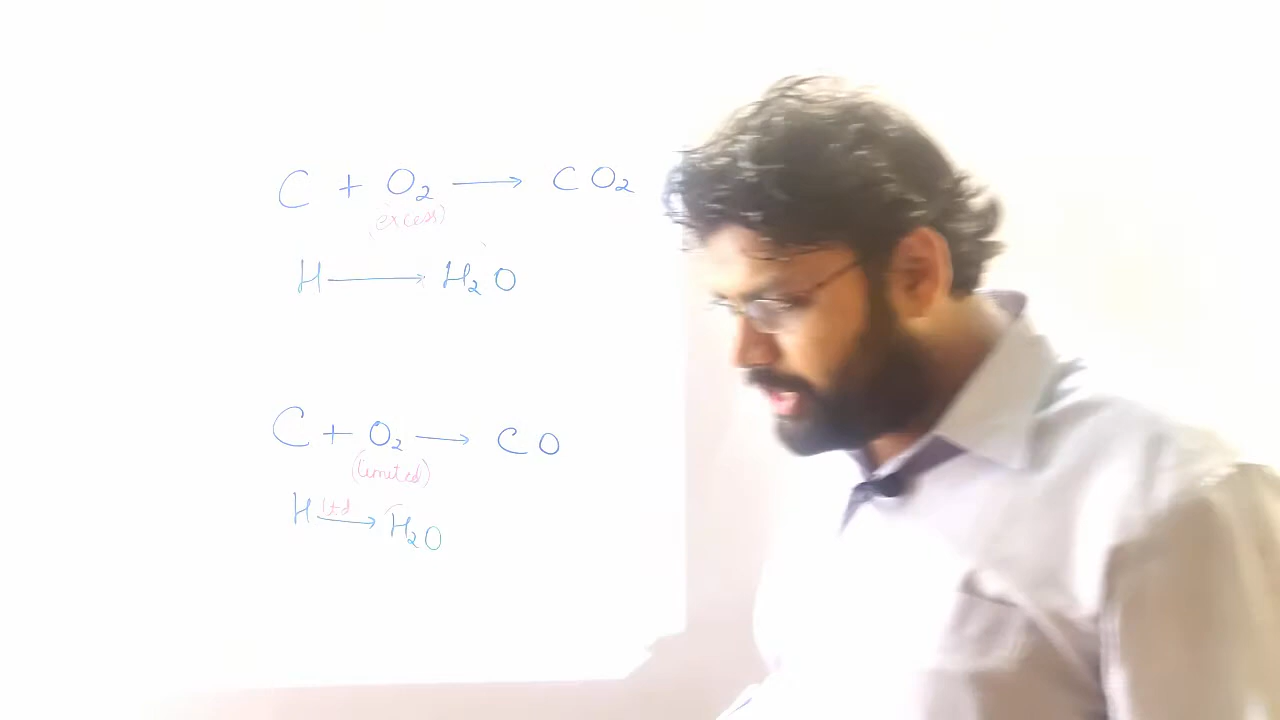 C + O₂ → CO₂
(excess)
H → H₂O
C + O₂ → CO
(limited)
H ltd → H₂O